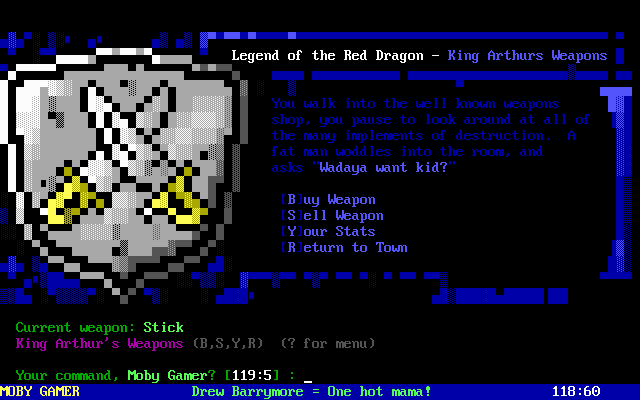 Legend of the Red Dragon - King Arthurs Weapons
You walk into the well known weapons
shop, you pause to look around at all of
the many implements of destruction. A
fat man woddles into the room, and
asks "Wadaya want kid?"
[B]uy Weapon
[S]ell Weapon
[Y]our Stats
[R]eturn to Town
Current weapon: Stick
King Arthur's Weapons (B,S,Y,R) (? for menu)
Your command, Moby Gamer? [119:5] : _
MOBY GAMER Drew Barrymore = One hot mama! 118:60